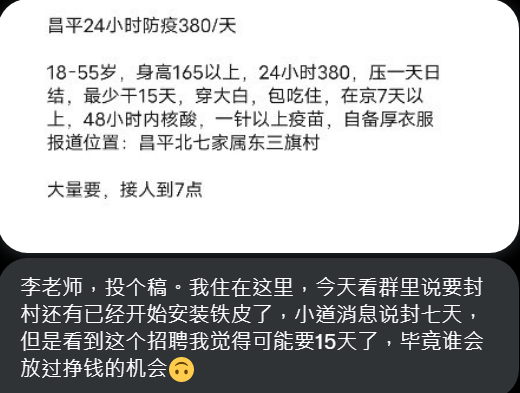 昌平24小时防疫380/天
18-55岁，身高165以上，24小时380，压一天日
结，最少干15天，穿大白，包吃住，在京7天以
上，48小时内核酸，一针以上疫苗，自备厚衣服
报道位置：昌平北七家属东三旗村
大量要，接人到7点
李老师，投个稿。我住在这里，今天看群里说要封
村还有已经开始安装铁皮了，小道消息说封七天，
但是看到这个招聘我觉得可能要15天了，毕竟谁会
放过挣钱的机会🙃